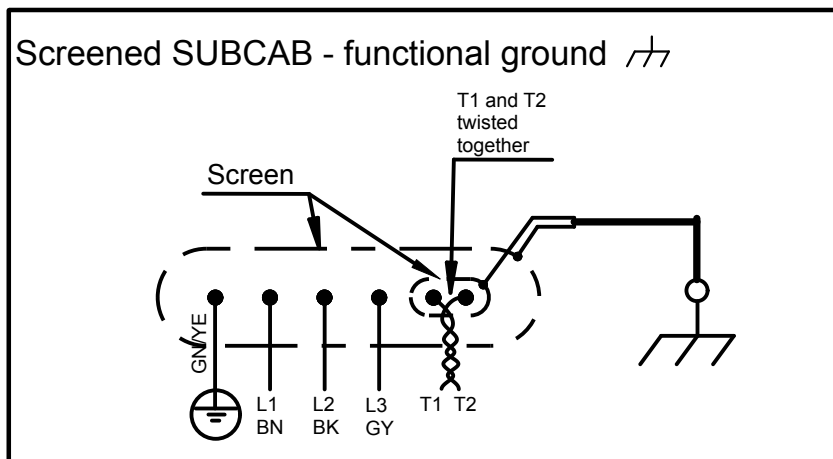 Screened SUBCAB - functional ground
T1 and T2
twisted
together
Screen
GN/YE
L1
BN
L2
BK
L3
GY
T1 T2